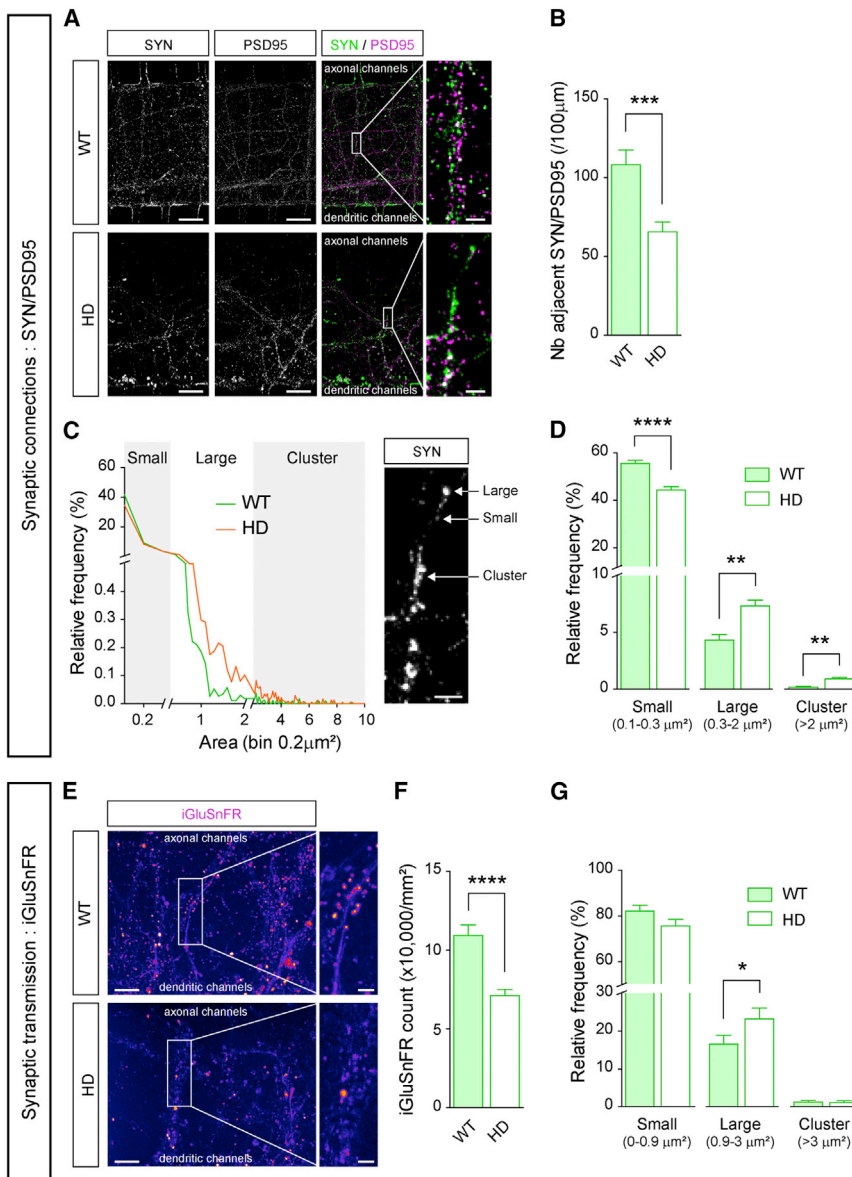 Synaptic connections : SYN/PSD95
A
SYN
PSD95
SYN / PSD95
WT
axonal channels
dendritic channels
HD
axonal channels
dendritic channels
B
Nb adjacent SYN/PSD95 (/100µm)
150
100
50
0
***
WT
HD
C
Small
Large
Cluster
Relative frequency (%)
60
40
20
0.4
0.3
0.2
0.1
0.0
WT
HD
0.2
1
2
4
6
8
10
Area (bin 0.2µm²)
SYN
Large
Small
Cluster
D
Relative frequency (%)
60
40
20
10
5
0
****
**
**
WT
HD
Small
(0.1-0.3 µm²)
Large
(0.3-2 µm²)
Cluster
(>2 µm²)
Synaptic transmission : iGluSnFR
E
iGluSnFR
WT
axonal channels
dendritic channels
HD
axonal channels
dendritic channels
F
iGluSnFR count (x10,000/mm²)
15
10
5
0
****
WT
HD
G
Relative frequency (%)
100
80
60
40
30
20
10
0
*
WT
HD
Small
(0-0.9 µm²)
Large
(0.9-3 µm²)
Cluster
(>3 µm²)